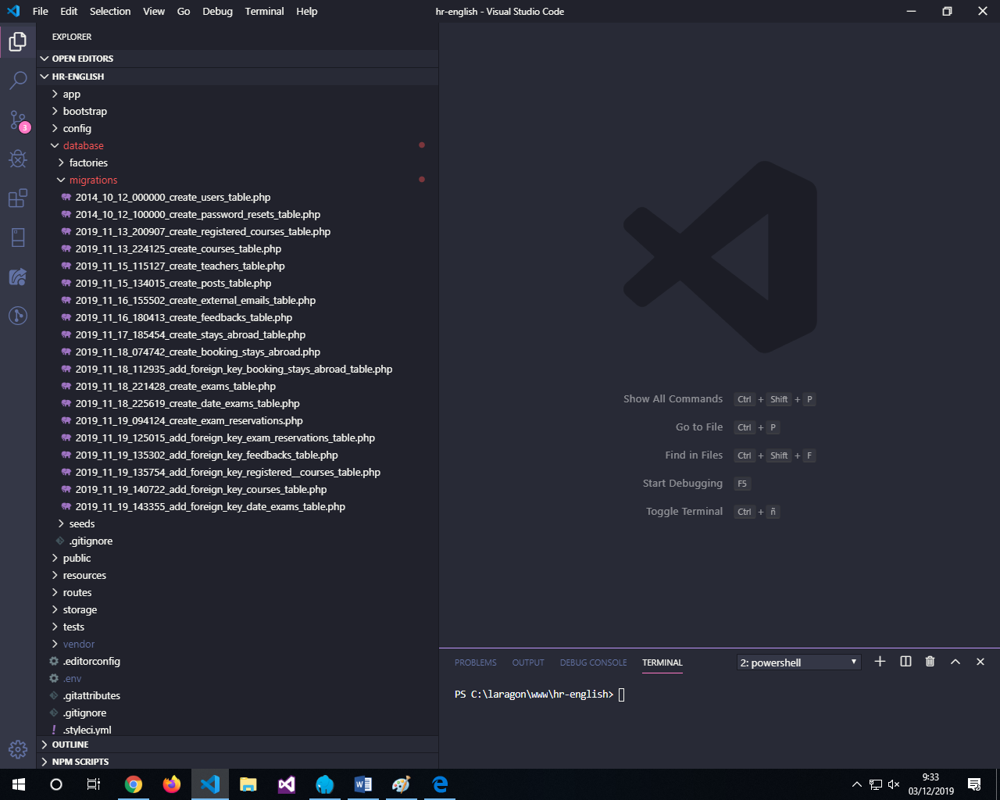 File Edit Selection View Go Debug Terminal Help hr-english - Visual Studio Code
EXPLORER
OPEN EDITORS
HR-ENGLISH
app
bootstrap
config
3
database
factories
migrations
2014_10_12_000000_create_users_table.php
2014_10_12_100000_create_password_resets_table.php
2019_11_13_200907_create_registered_courses_table.php
2019_11_13_224125_create_courses_table.php
2019_11_15_115127_create_teachers_table.php
2019_11_15_134015_create_posts_table.php
2019_11_16_155502_create_external_emails_table.php
2019_11_16_180413_create_feedbacks_table.php
2019_11_17_185454_create_stays_abroad_table.php
2019_11_18_074742_create_booking_stays_abroad.php
2019_11_18_112935_add_foreign_key_booking_stays_abroad_table.php
2019_11_18_221428_create_exams_table.php
2019_11_18_225619_create_date_exams_table.php
2019_11_19_094124_create_exam_reservations.php
2019_11_19_125015_add_foreign_key_exam_reservations_table.php
2019_11_19_135302_add_foreign_key_feedbacks_table.php
2019_11_19_135754_add_foreign_key_registered__courses_table.php
2019_11_19_140722_add_foreign_key_courses_table.php
2019_11_19_143355_add_foreign_key_date_exams_table.php
seeds
.gitignore
public
resources
routes
storage
tests
vendor
.editorconfig
.env
.gitattributes
.gitignore
.styleci.yml
OUTLINE
NPM SCRIPTS
Show All Commands Ctrl + Shift + P
Go to File Ctrl + P
Find in Files Ctrl + Shift + F
Start Debugging F5
Toggle Terminal Ctrl + ñ
PROBLEMS OUTPUT DEBUG CONSOLE TERMINAL 2: powershell
PS C:\laragon\www\hr-english>
9:33
03/12/2019